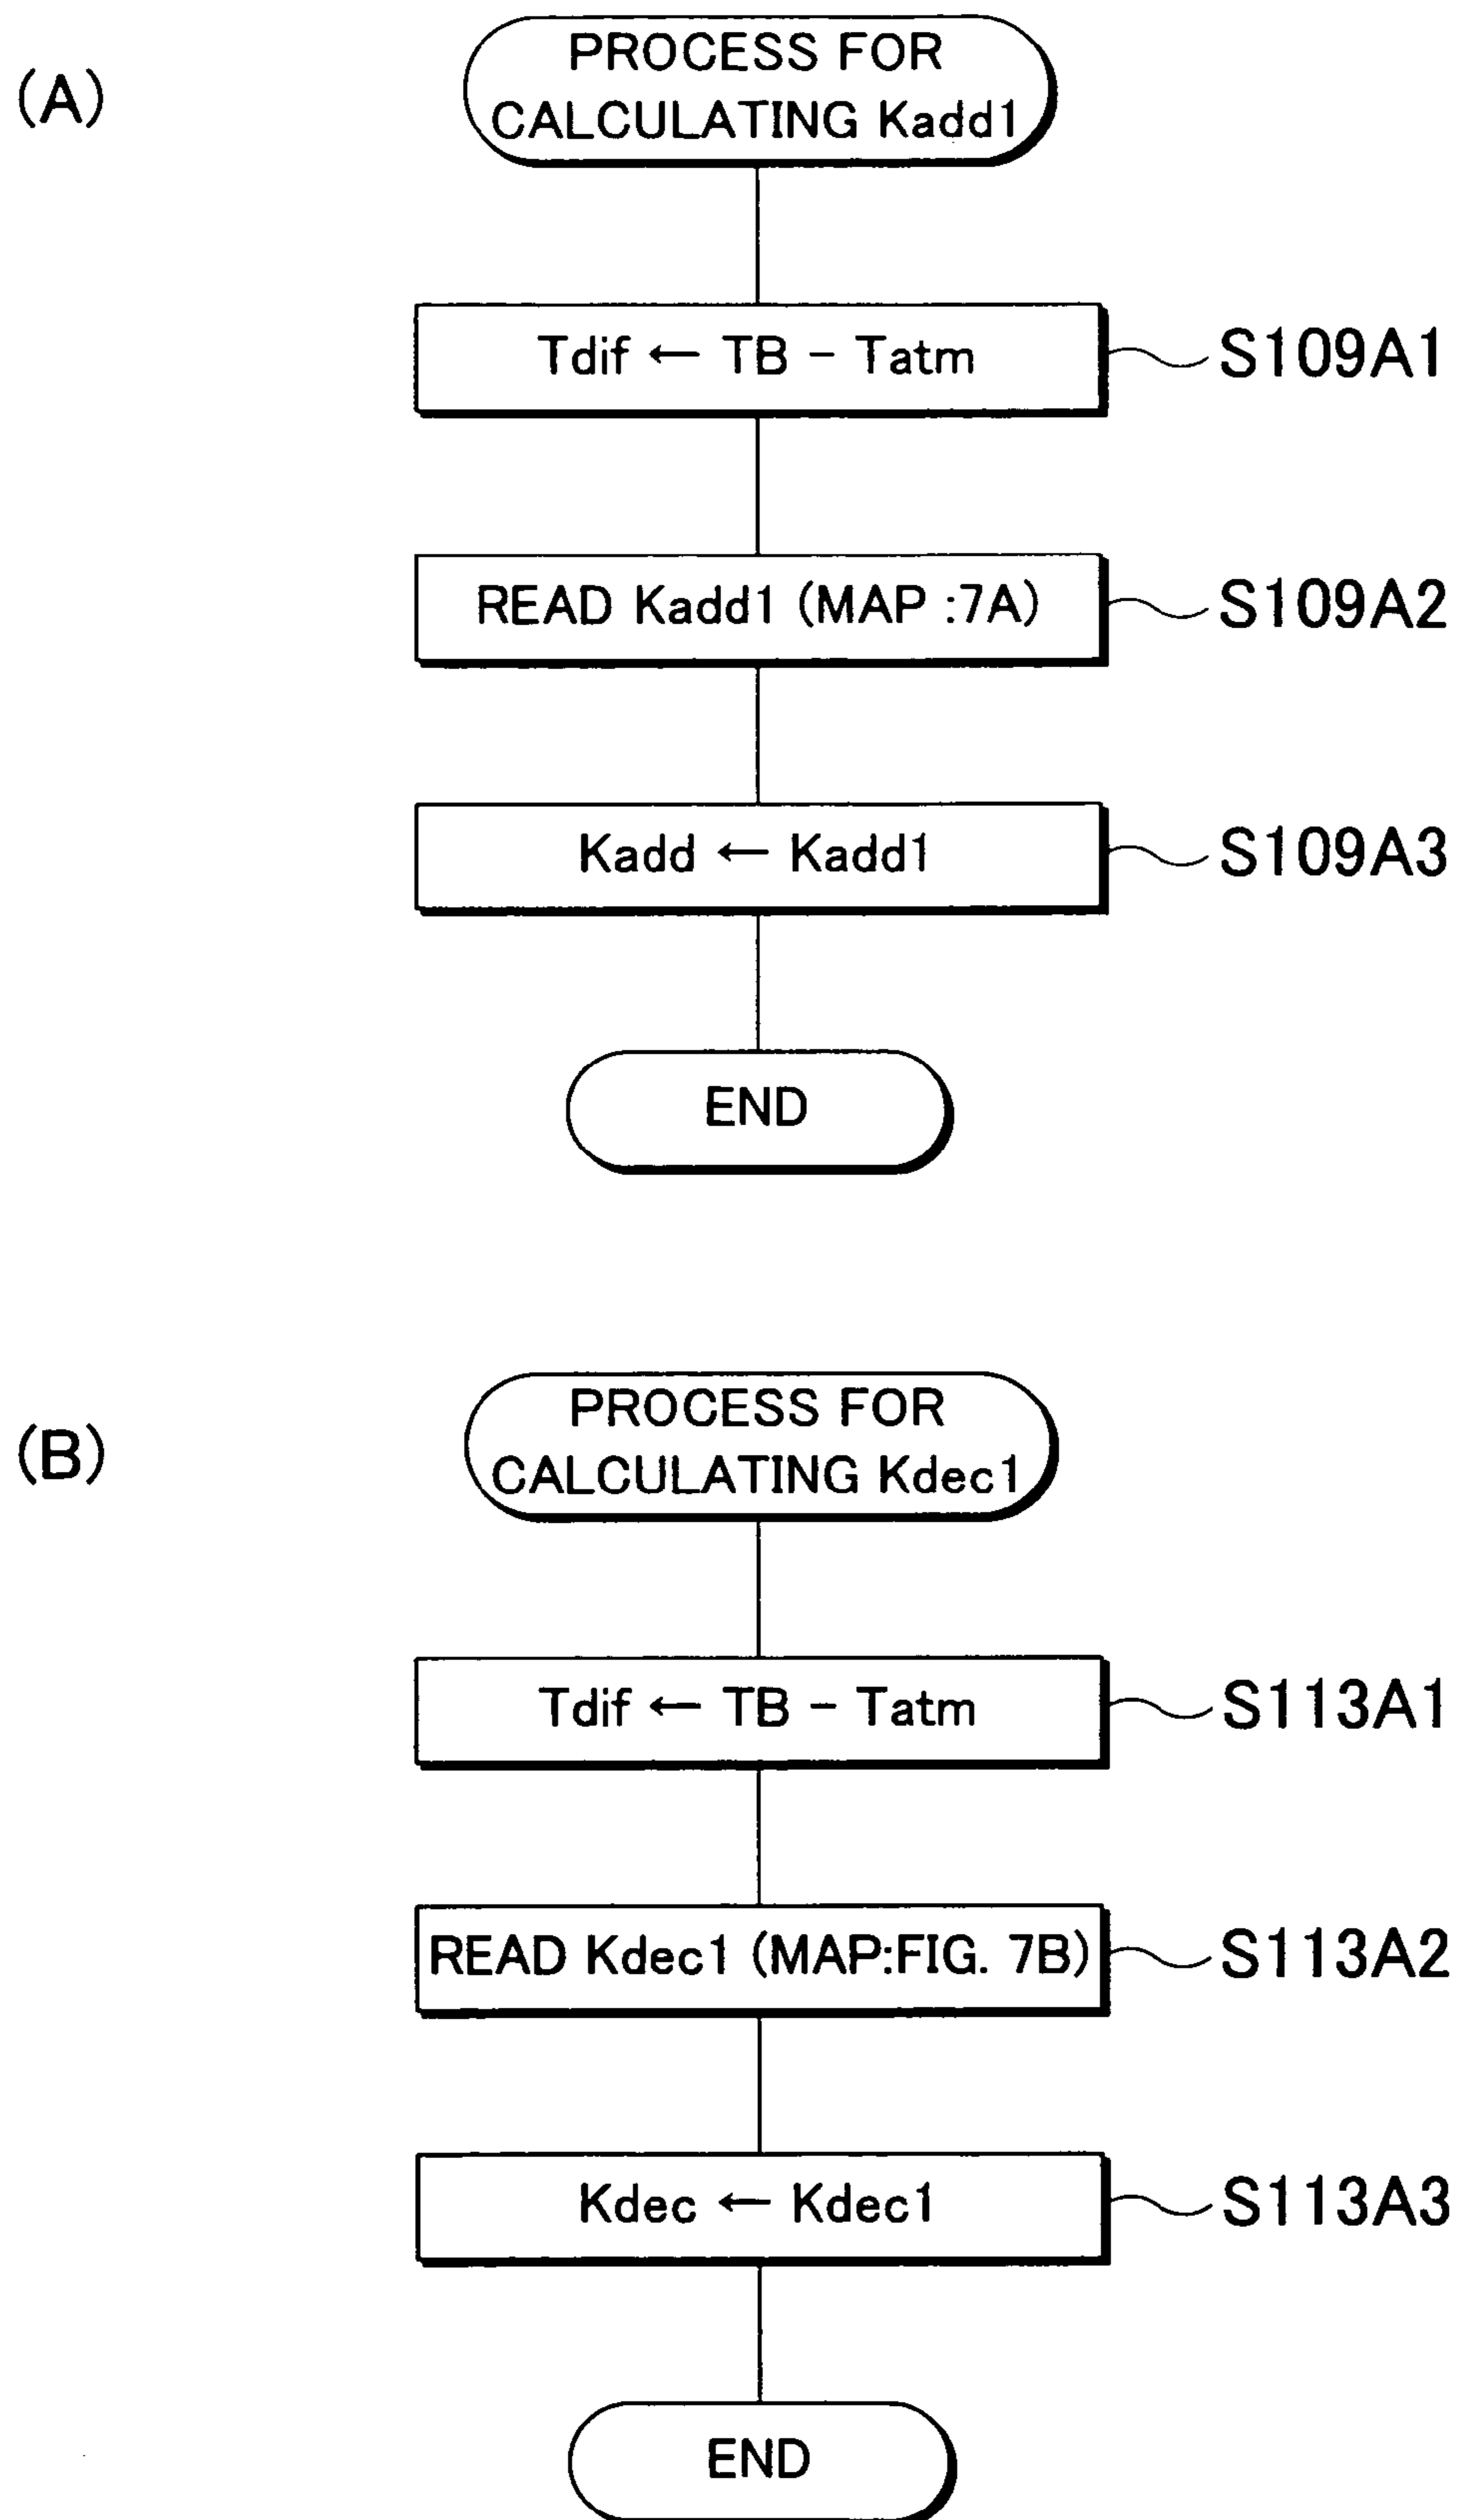 (A)
PROCESS FOR
CALCULATING Kadd1
Tdif ← TB − Tatm
S109A1
READ Kadd1 (MAP :7A)
S109A2
Kadd ← Kadd1
S109A3
END
(B)
PROCESS FOR
CALCULATING Kdec1
Tdif ← TB − Tatm
S113A1
READ Kdec1 (MAP:FIG. 7B)
S113A2
Kdec ← Kdec1
S113A3
END